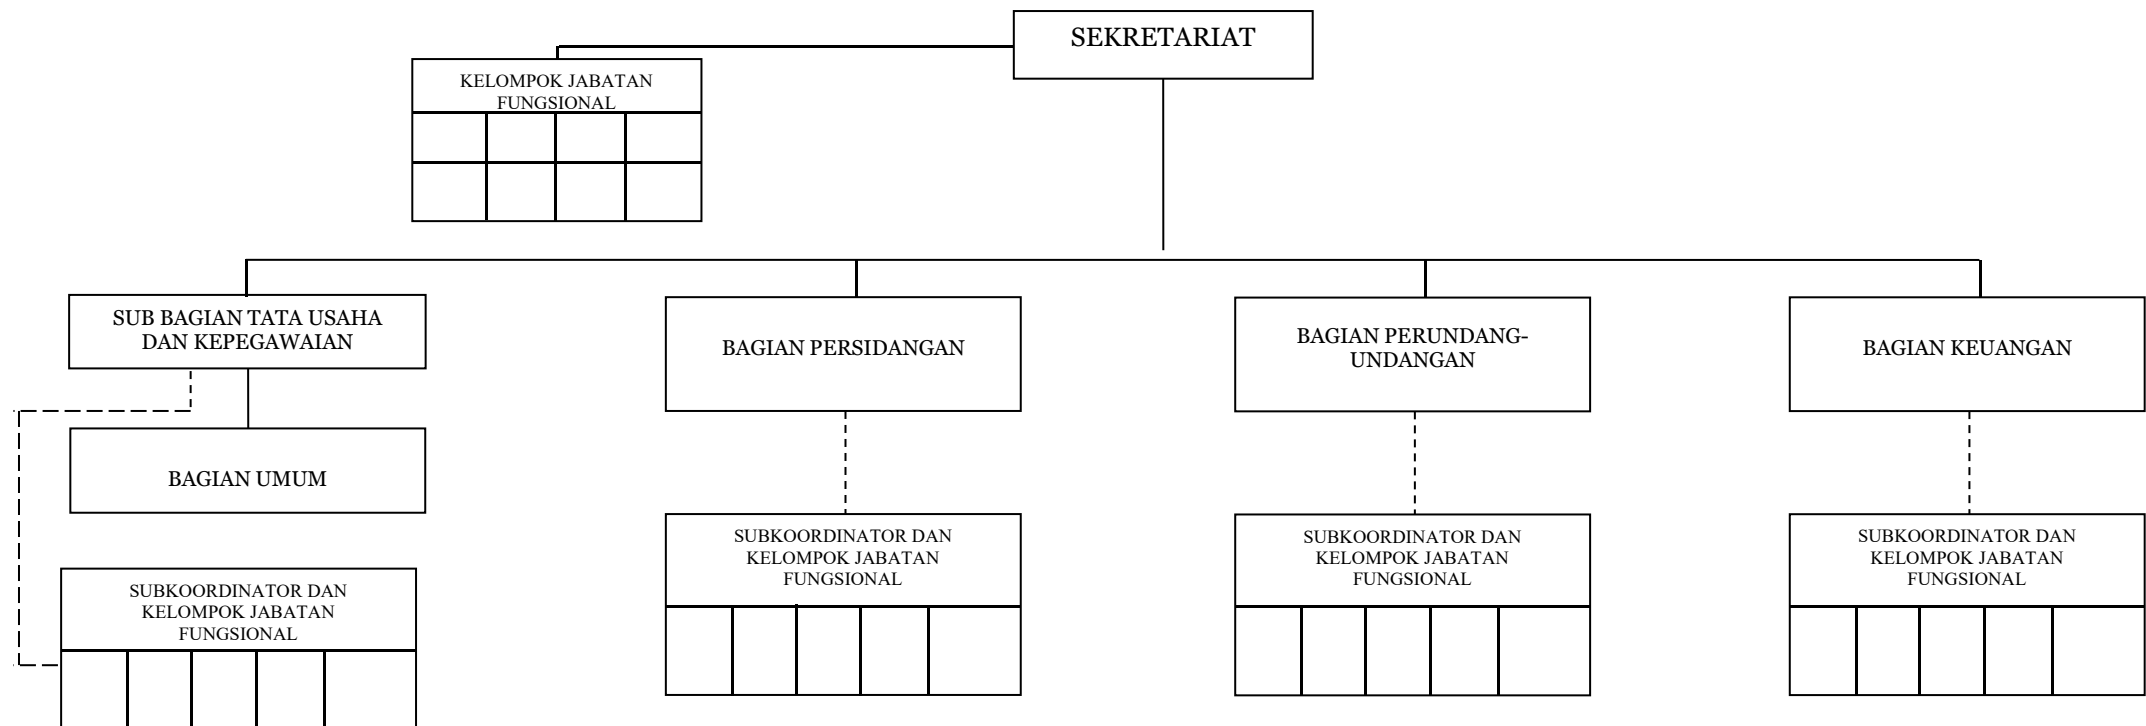 SEKRETARIAT
KELOMPOK JABATAN
FUNGSIONAL
SUB BAGIAN TATA USAHA
DAN KEPEGAWAIAN
BAGIAN PERSIDANGAN
BAGIAN PERUNDANG-
UNDANGAN
BAGIAN KEUANGAN
BAGIAN UMUM
SUBKOORDINATOR DAN
KELOMPOK JABATAN
FUNGSIONAL
SUBKOORDINATOR DAN
KELOMPOK JABATAN
FUNGSIONAL
SUBKOORDINATOR DAN
KELOMPOK JABATAN
FUNGSIONAL
SUBKOORDINATOR DAN
KELOMPOK JABATAN
FUNGSIONAL